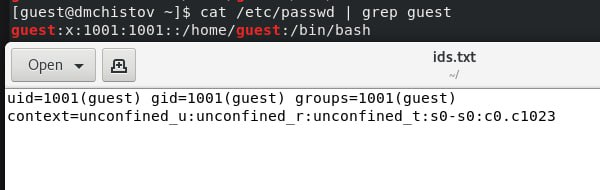 [guest@dmchistov ~]$ cat /etc/passwd | grep guest
guest:x:1001:1001::/home/guest:/bin/bash
Open
ids.txt
~/
uid=1001(guest) gid=1001(guest) groups=1001(guest)
context=unconfined_u:unconfined_r:unconfined_t:s0-s0:c0.c1023